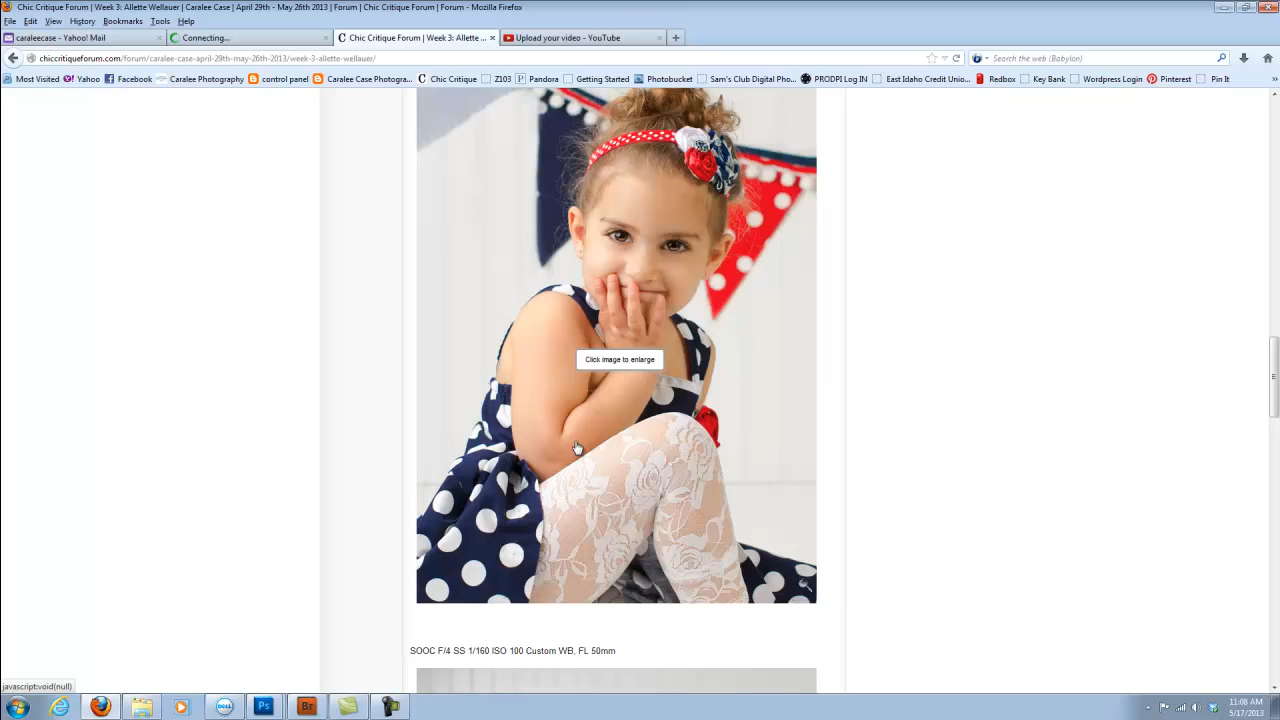 Chic Critique Forum | Week 3: Allette Wellauer | Caralee Case | April 29th - May 26th 2013 | Forum | Chic Critique Forum | Forum - Mozilla Firefox
File Edit View History Bookmarks Tools Help
caraleecase - Yahoo! Mail × Connecting... × Chic Critique Forum | Week 3: Allette ... × Upload your video - YouTube × +
chiccritiqueforum.com/forum/caralee-case-april-29th-may-26th-2013/week-3-allette-wellauer/ Search the web (Babylon)
Most Visited Yahoo Facebook Caralee Photography control panel Caralee Case Photogra... Chic Critique Z103 Pandora Getting Started Photobucket Sam's Club Digital Pho... PRODPI Log IN East Idaho Credit Unio... Redbox Key Bank Wordpress Login Pinterest Pin It »
Click image to enlarge
SOOC F/4 SS 1/160 ISO 100 Custom WB, FL 50mm
javascript:void(null)
DELL Ps Br
11:08 AM
5/17/2013